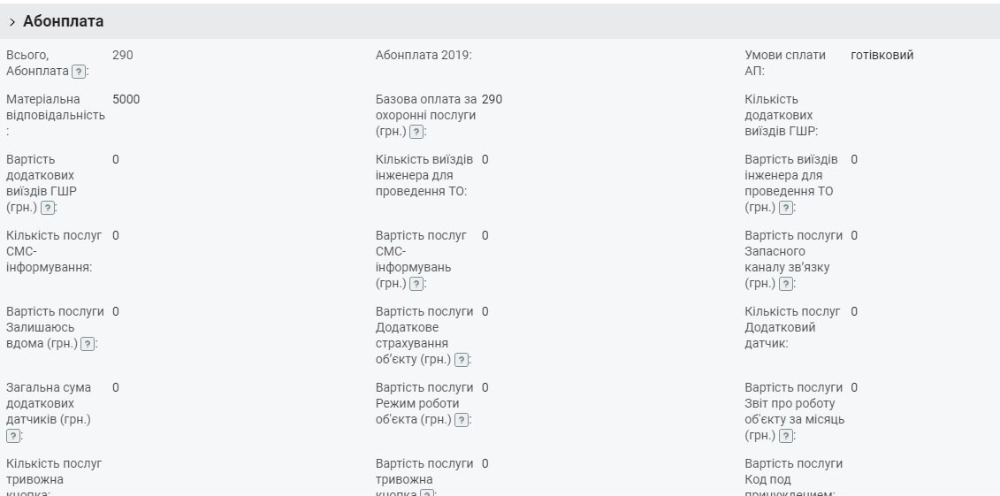 Абонплата
Всього,
Абонплата ?:
290
Абонплата 2019:
Умови сплати
АП:
готівковий
Матеріальна
відповідальність
:
5000
Базова оплата за
охоронні послуги
(грн.) ?:
290
Кількість
додаткових
виїздів ГШР:
Вартість
додаткових
виїздів ГШР
(грн.) ?:
0
Кількість виїздів
інженера для
проведення ТО:
0
Вартість виїздів
інженера для
проведення ТО
(грн.) ?:
0
Кількість послуг
СМС-
інформування:
0
Вартість послуг
СМС-
інформувань
(грн.) ?:
0
Вартість послуги
Запасного
каналу зв’язку
(грн.) ?:
0
Вартість послуги
Залишаюсь
вдома (грн.) ?:
0
Вартість послуги
Додаткове
страхування
об’єкту (грн.) ?:
0
Кількість послуг
Додатковий
датчик:
0
Загальна сума
додаткових
датчиків (грн.)
?:
0
Вартість послуги
Режим роботи
об'єкта (грн.) ?:
0
Вартість послуги
Звіт про роботу
об'єкту за місяць
(грн.) ?:
0
Кількість послуг
тривожна
кнопка:
Вартість послуги
тривожна
кнопка ?:
0
Вартість послуги
Код под
принуждением: